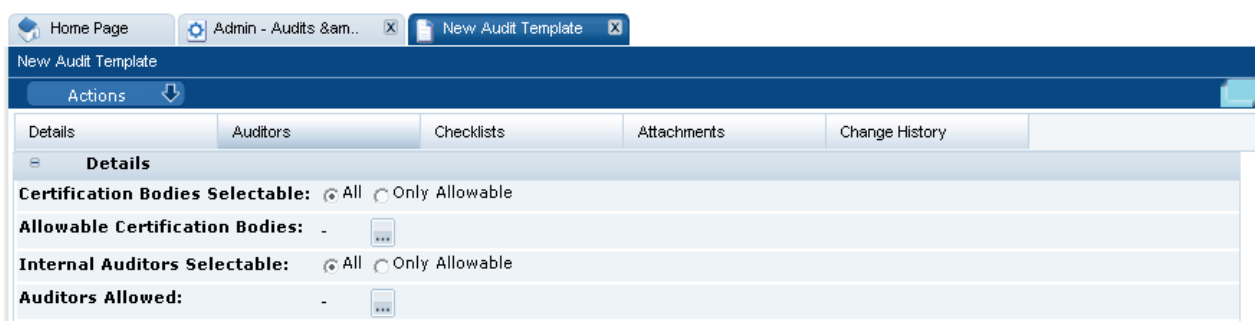 Home Page Admin - Audits &am.. New Audit Template
New Audit Template
Actions
Details Auditors Checklists Attachments Change History
Details
Certification Bodies Selectable: All Only Allowable
Allowable Certification Bodies: - ...
Internal Auditors Selectable: All Only Allowable
Auditors Allowed: - ...